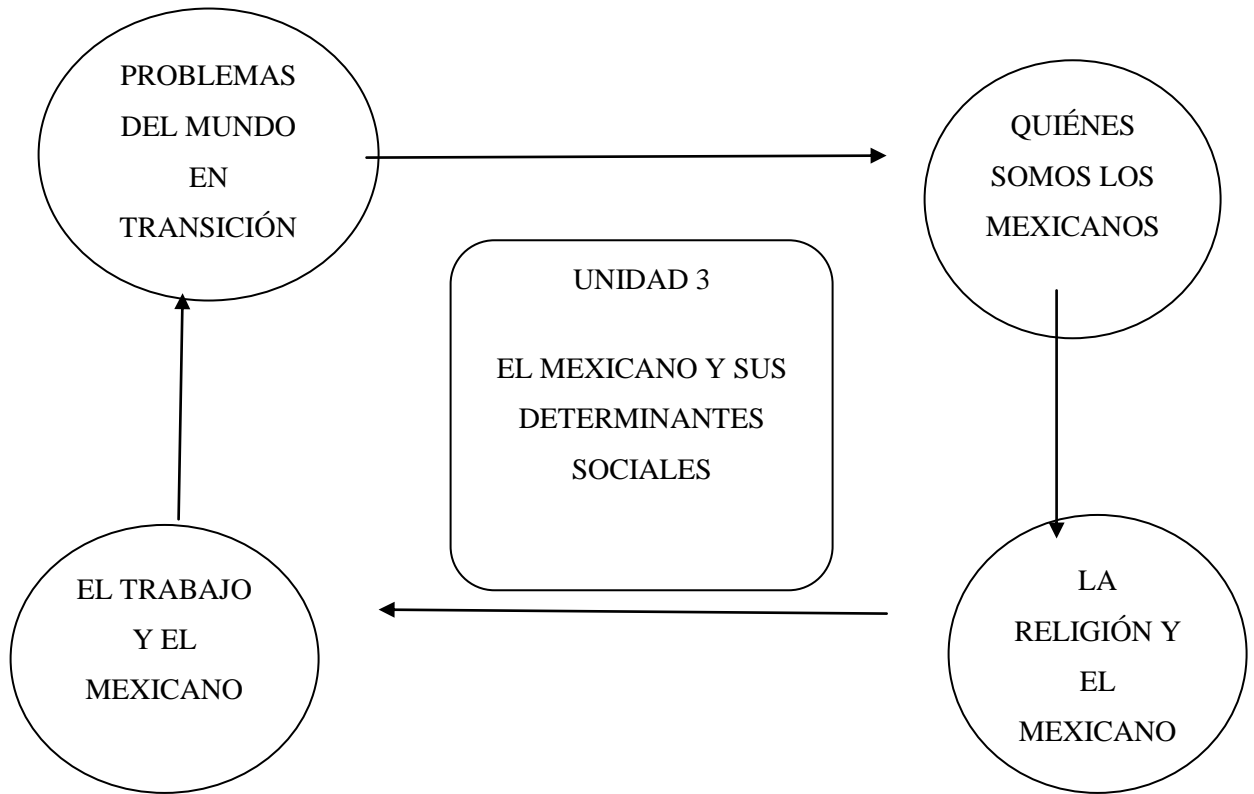 PROBLEMAS
DEL MUNDO
EN
TRANSICIÓN
QUIÉNES
SOMOS LOS
MEXICANOS
UNIDAD 3
EL MEXICANO Y SUS
DETERMINANTES
SOCIALES
EL TRABAJO
Y EL
MEXICANO
LA
RELIGIÓN Y
EL
MEXICANO